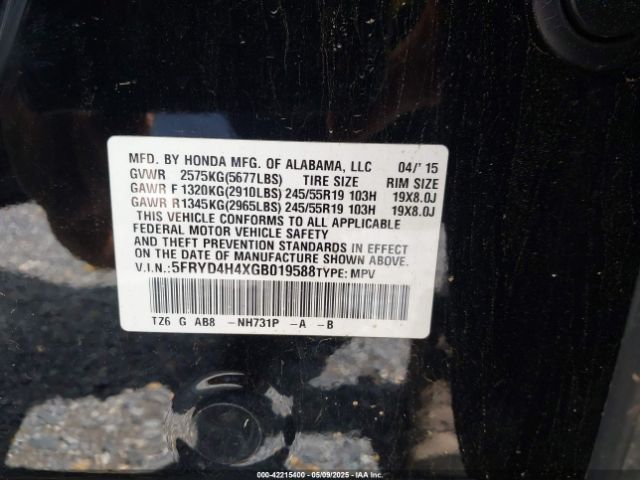 MFD. BY HONDA MFG. OF ALABAMA, LLC 04/'15
GVWR 2575KG(5677LBS) TIRE SIZE RIM SIZE
GAWR F 1320KG(2910LBS) 245/55R19 103H 19X8.0J
GAWR R1345KG(2965LBS) 245/55R19 103H 19X8.0J
THIS VEHICLE CONFORMS TO ALL APPLICABLE
FEDERAL MOTOR VEHICLE SAFETY
AND THEFT PREVENTION STANDARDS IN EFFECT
ON THE DATE OF MANUFACTURE SHOWN ABOVE.
V.I.N.:5FRYD4H4XGB019588TYPE: MPV
TZ6 G AB8 -NH731P -A -B
000-42215400 - 05/09/2025 - IAA Inc.